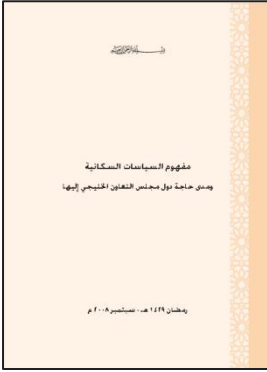 بسم الله الرحمن الرحيم
مفهوم السياسات السكانية
ومدى حاجة دول مجلس التعاون الخليجي إليها
رمضان ١٤٢٩ هـ - سبتمبر ٢٠٠٨ م